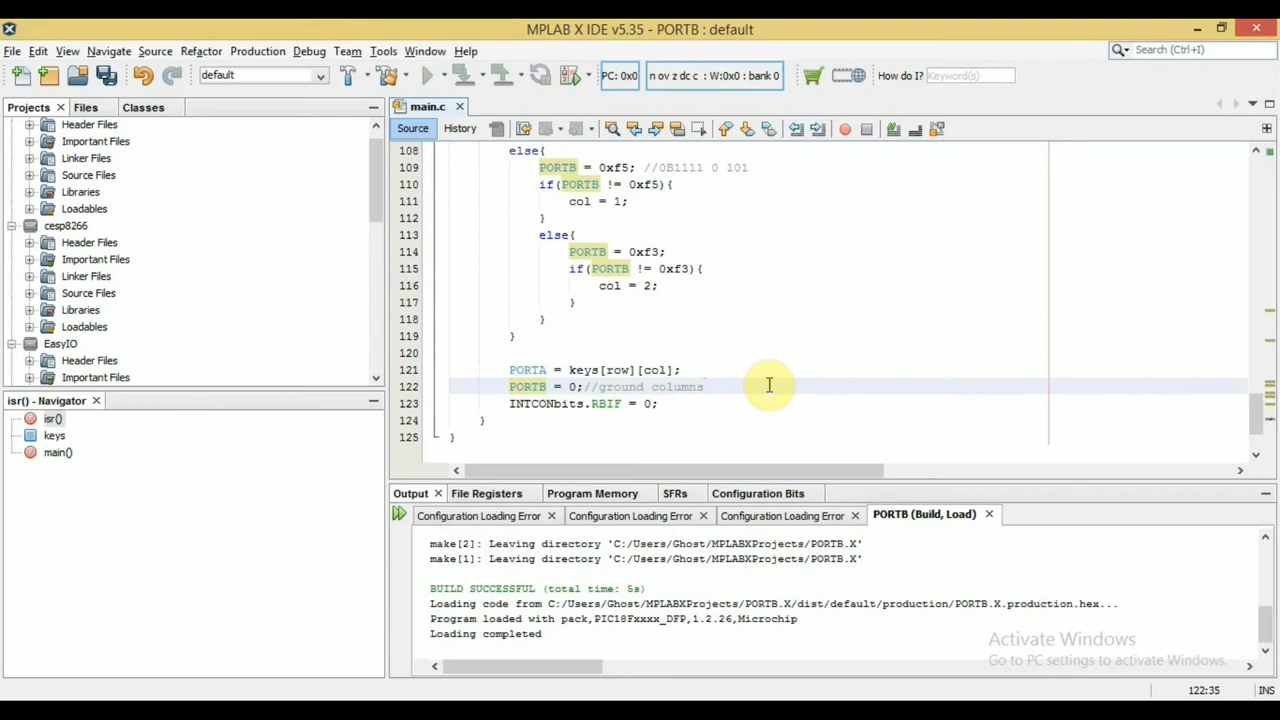 MPLAB X IDE v5.35 - PORTB : default
File Edit View Navigate Source Refactor Production Debug Team Tools Window Help
Search (Ctrl+I)
default
PC: 0x0
n ov z dc c : W:0x0 : bank 0
How do I? Keyword(s)
Projects Files Classes
Header Files
Important Files
Linker Files
Source Files
Libraries
Loadables
cesp8266
Header Files
Important Files
Linker Files
Source Files
Libraries
Loadables
EasyIO
Header Files
Important Files
isr() - Navigator
isr()
keys
main()
main.c
Source History
108 else{
109 PORTB = 0xf5; //0B1111 0 101
110 if(PORTB != 0xf5){
111 col = 1;
112 }
113 else{
114 PORTB = 0xf3;
115 if(PORTB != 0xf3){
116 col = 2;
117 }
118 }
119 }
120
121 PORTA = keys[row][col];
122 PORTB = 0;//ground columns
123 INTCONbits.RBIF = 0;
124 }
125 }
Output File Registers Program Memory SFRs Configuration Bits
Configuration Loading Error Configuration Loading Error Configuration Loading Error PORTB (Build, Load)
make[2]: Leaving directory 'C:/Users/Ghost/MPLABXProjects/PORTB.X'
make[1]: Leaving directory 'C:/Users/Ghost/MPLABXProjects/PORTB.X'
BUILD SUCCESSFUL (total time: 5s)
Loading code from C:/Users/Ghost/MPLABXProjects/PORTB.X/dist/default/production/PORTB.X.production.hex...
Program loaded with pack,PIC18Fxxxx_DFP,1.2.26,Microchip
Loading completed
Activate Windows
Go to PC settings to activate Windows.
122:35 INS